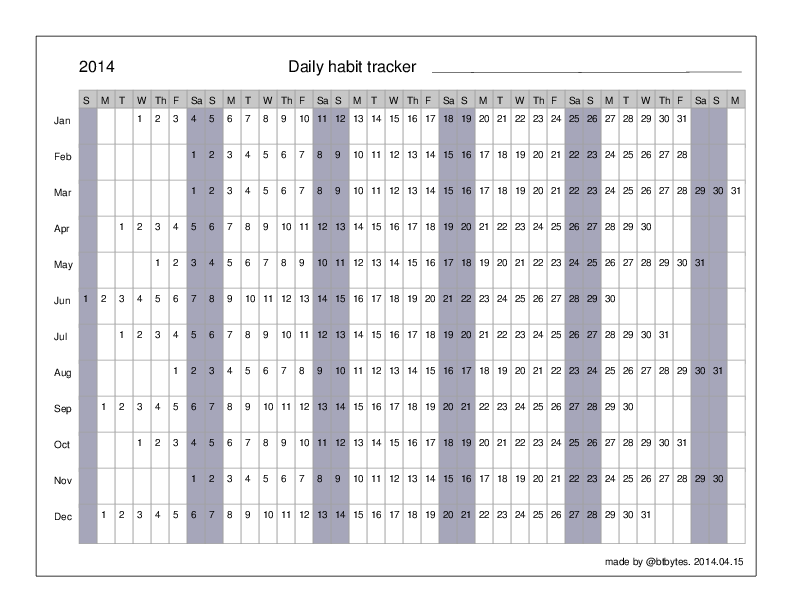 2014 Daily habit tracker
S M T W Th F Sa S M T W Th F Sa S M T W Th F Sa S M T W Th F Sa S M T W Th F Sa S M
Jan 1 2 3 4 5 6 7 8 9 10 11 12 13 14 15 16 17 18 19 20 21 22 23 24 25 26 27 28 29 30 31
Feb 1 2 3 4 5 6 7 8 9 10 11 12 13 14 15 16 17 18 19 20 21 22 23 24 25 26 27 28
Mar 1 2 3 4 5 6 7 8 9 10 11 12 13 14 15 16 17 18 19 20 21 22 23 24 25 26 27 28 29 30 31
Apr 1 2 3 4 5 6 7 8 9 10 11 12 13 14 15 16 17 18 19 20 21 22 23 24 25 26 27 28 29 30
May 1 2 3 4 5 6 7 8 9 10 11 12 13 14 15 16 17 18 19 20 21 22 23 24 25 26 27 28 29 30 31
Jun 1 2 3 4 5 6 7 8 9 10 11 12 13 14 15 16 17 18 19 20 21 22 23 24 25 26 27 28 29 30
Jul 1 2 3 4 5 6 7 8 9 10 11 12 13 14 15 16 17 18 19 20 21 22 23 24 25 26 27 28 29 30 31
Aug 1 2 3 4 5 6 7 8 9 10 11 12 13 14 15 16 17 18 19 20 21 22 23 24 25 26 27 28 29 30 31
Sep 1 2 3 4 5 6 7 8 9 10 11 12 13 14 15 16 17 18 19 20 21 22 23 24 25 26 27 28 29 30
Oct 1 2 3 4 5 6 7 8 9 10 11 12 13 14 15 16 17 18 19 20 21 22 23 24 25 26 27 28 29 30 31
Nov 1 2 3 4 5 6 7 8 9 10 11 12 13 14 15 16 17 18 19 20 21 22 23 24 25 26 27 28 29 30
Dec 1 2 3 4 5 6 7 8 9 10 11 12 13 14 15 16 17 18 19 20 21 22 23 24 25 26 27 28 29 30 31
made by @btbytes. 2014.04.15